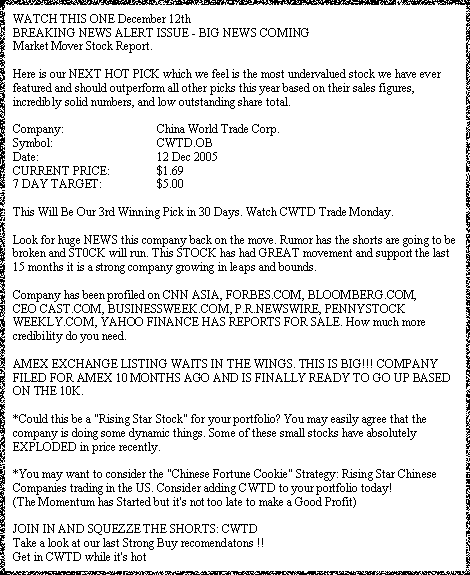 WATCH THIS ONE December 12th
BREAKING NEWS ALERT ISSUE - BIG NEWS COMING
Market Mover Stock Report.
Here is our NEXT HOT PICK which we feel is the most undervalued stock we have ever
featured and should outperform all other picks this year based on their sales figures,
incredibly solid numbers, and low outstanding share total.
Company: China World Trade Corp.
Symbol: CWTD.OB
Date: 12 Dec 2005
CURRENT PRICE: $1.69
7 DAY TARGET: $5.00
This Will Be Our 3rd Winning Pick in 30 Days. Watch CWTD Trade Monday.
Look for huge NEWS this company back on the move. Rumor has the shorts are going to be
broken and ST0CK will run. This STOCK has had GREAT movement and support the last
15 months it is a strong company growing in leaps and bounds.
Company has been profiled on CNN ASIA, FORBES.COM, BLOOMBERG.COM,
CEO CAST.COM, BUSINESSWEEK.COM, P.R.NEWSWIRE, PENNYSTOCK
WEEKLY.COM, YAHOO FINANCE HAS REPORTS FOR SALE. How much more
credibility do you need.
AMEX EXCHANGE LISTING WAITS IN THE WINGS. THIS IS BIG!!! COMPANY
FILED FOR AMEX 10 MONTHS AGO AND IS FINALLY READY TO GO UP BASED
ON THE 10K.
*Could this be a "Rising Star Stock" for your portfolio? You may easily agree that the
company is doing some dynamic things. Some of these small stocks have absolutely
EXPLODED in price recently.
*You may want to consider the "Chinese Fortune Cookie" Strategy: Rising Star Chinese
Companies trading in the US. Consider adding CWTD to your portfolio today!
(The Momentum has Started but it's not too late to make a Good Profit)
JOIN IN AND SQUEZZE THE SHORTS: CWTD
Take a look at our last Strong Buy recomendatons !!
Get in CWTD while it's hot